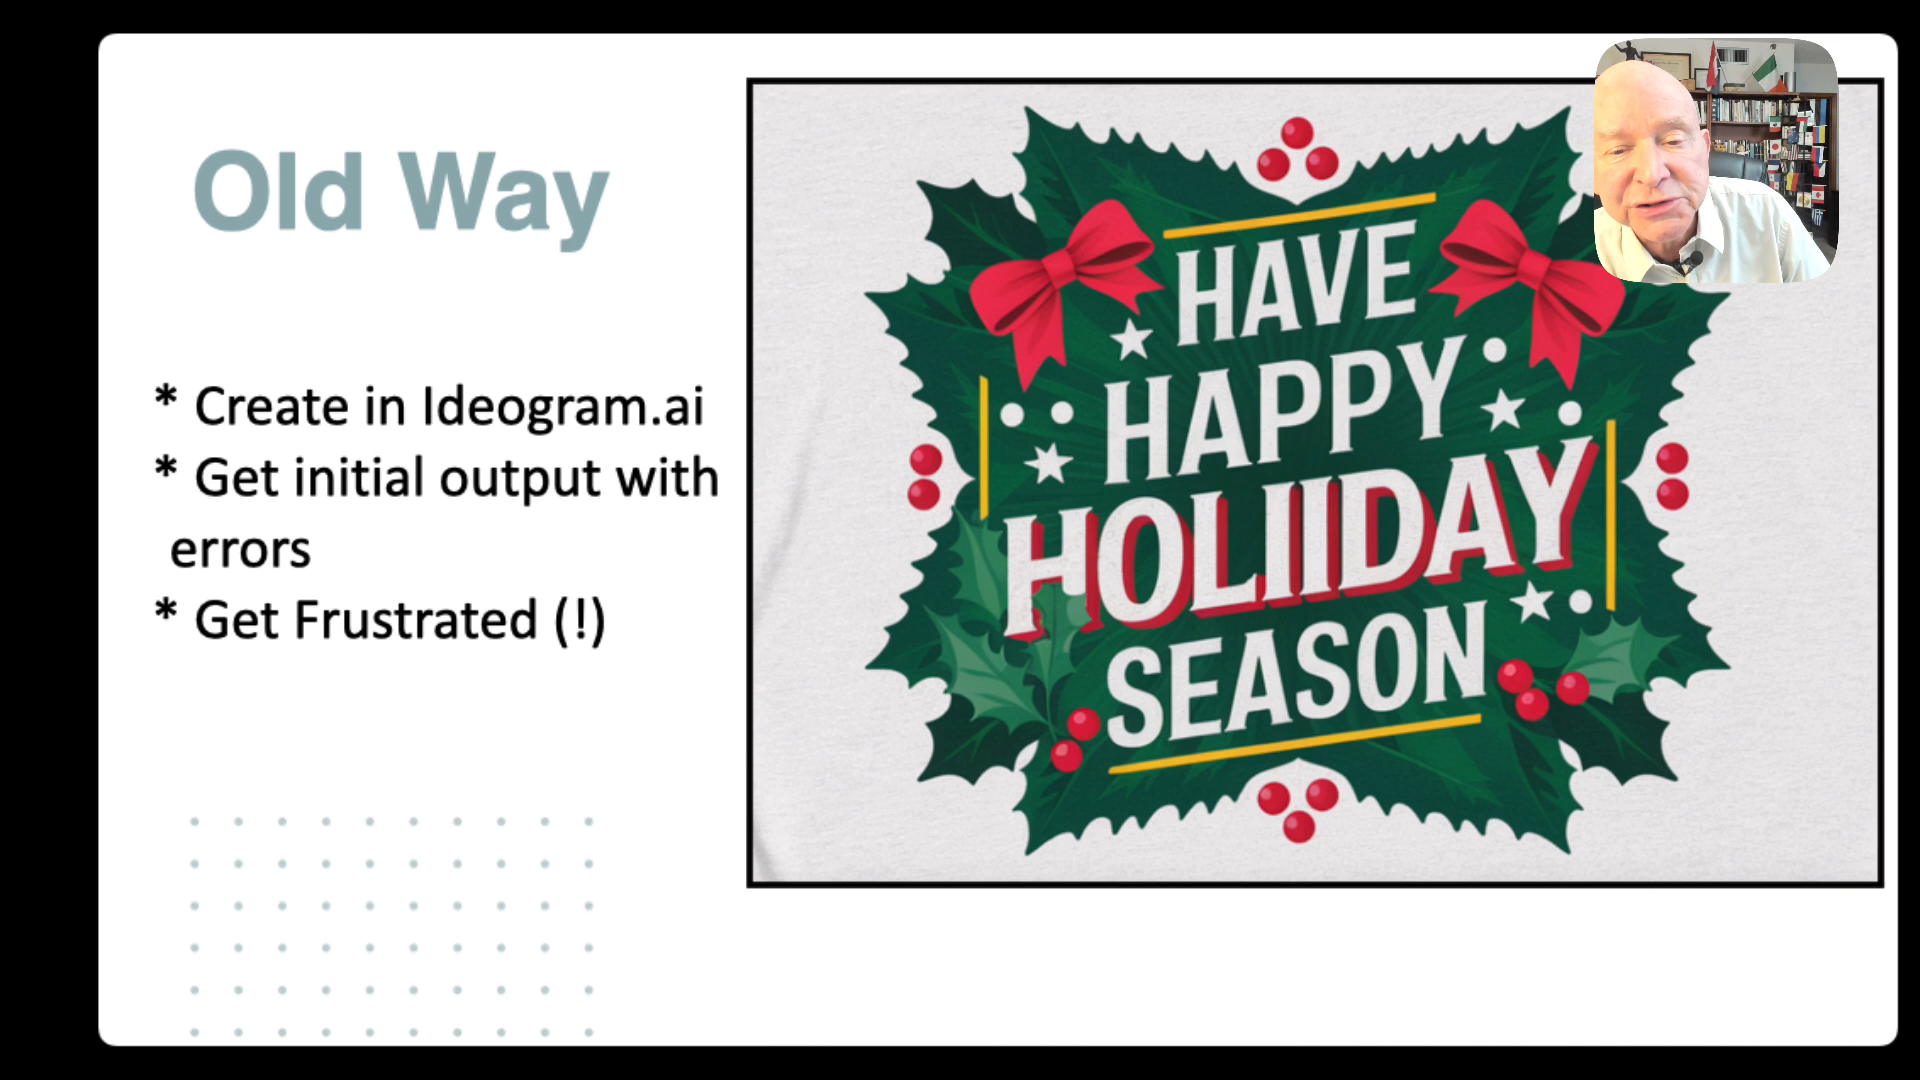 Old Way
* Create in Ideogram.ai
* Get initial output with
errors
* Get Frustrated (!)
HAVE
HAPPY
HOLIIDAY
SEASON